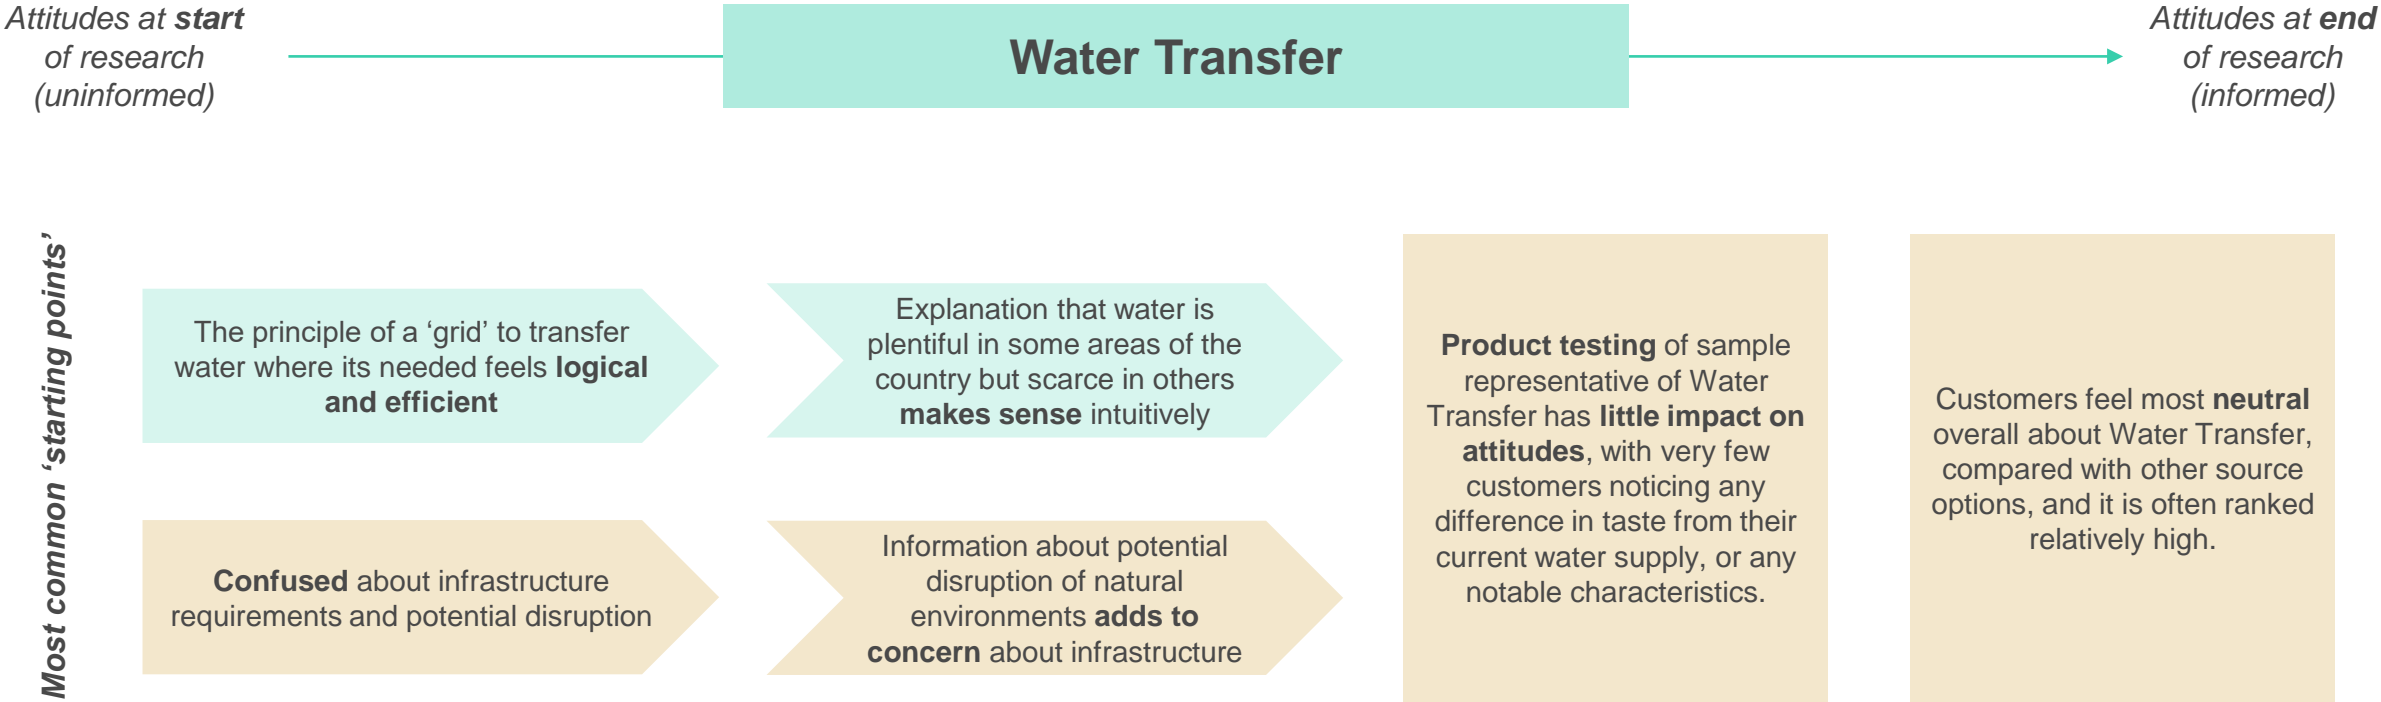 Attitudes at start
of research
(uninformed)
Water Transfer
Attitudes at end
of research
(informed)
Most common ‘starting points’
The principle of a ‘grid’ to transfer
water where its needed feels logical
and efficient
Explanation that water is
plentiful in some areas of the
country but scarce in others
makes sense intuitively
Confused about infrastructure
requirements and potential disruption
Information about potential
disruption of natural
environments adds to
concern about infrastructure
Product testing of sample
representative of Water
Transfer has little impact on
attitudes, with very few
customers noticing any
difference in taste from their
current water supply, or any
notable characteristics.
Customers feel most neutral
overall about Water Transfer,
compared with other source
options, and it is often ranked
relatively high.